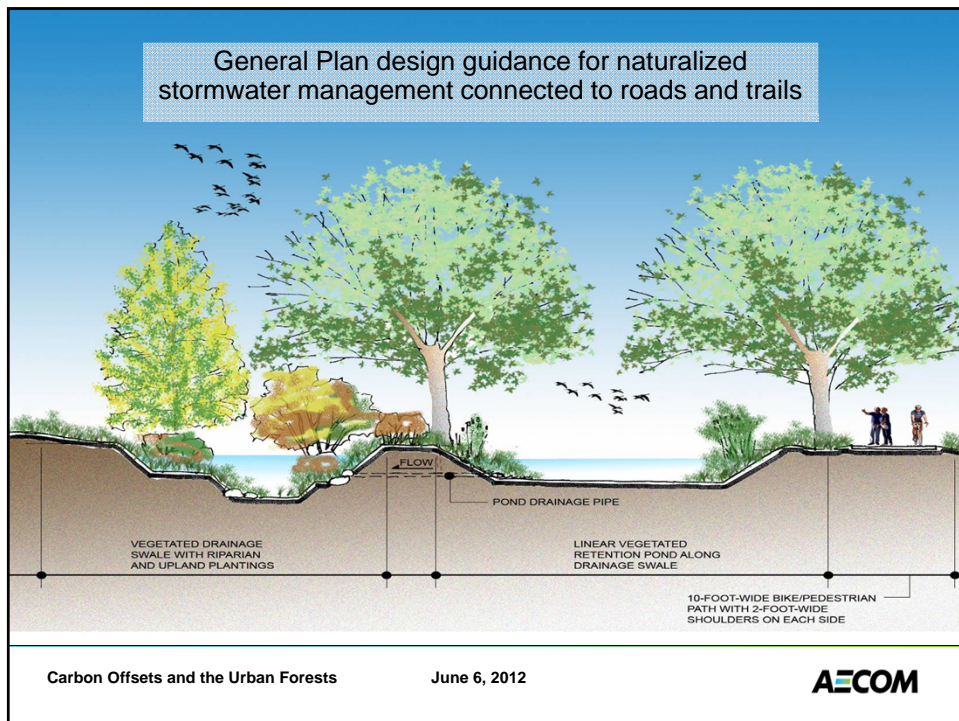 General Plan design guidance for naturalized
stormwater management connected to roads and trails
FLOW
POND DRAINAGE PIPE
VEGETATED DRAINAGE
SWALE WITH RIPARIAN
AND UPLAND PLANTINGS
LINEAR VEGETATED
RETENTION POND ALONG
DRAINAGE SWALE
10-FOOT-WIDE BIKE/PEDESTRIAN
PATH WITH 2-FOOT-WIDE
SHOULDERS ON EACH SIDE
Carbon Offsets and the Urban Forests June 6, 2012
AECOM